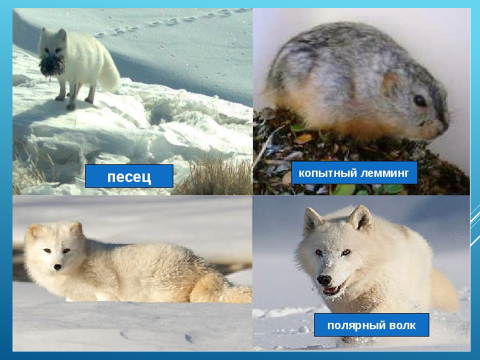 песец
копытный лемминг
полярный волк